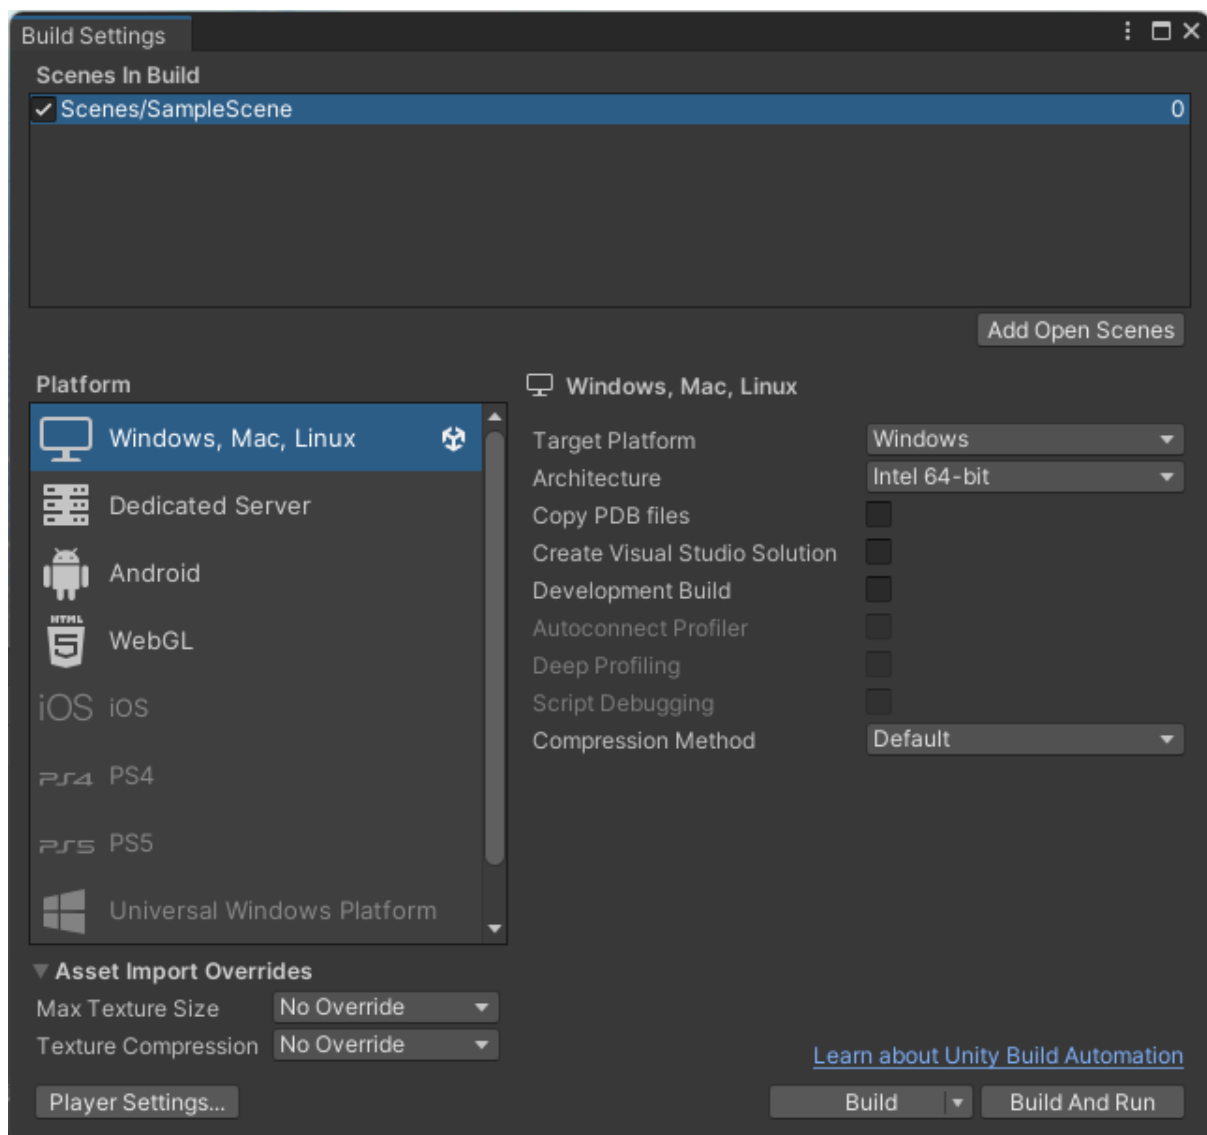 Build Settings
Scenes In Build
Scenes/SampleScene 0
Add Open Scenes
Platform
Windows, Mac, Linux
Dedicated Server
Android
HTML 5 WebGL
iOS iOS
PS4 PS4
PS5 PS5
Universal Windows Platform
Windows, Mac, Linux
Target Platform Windows
Architecture Intel 64-bit
Copy PDB files
Create Visual Studio Solution
Development Build
Autoconnect Profiler
Deep Profiling
Script Debugging
Compression Method Default
Asset Import Overrides
Max Texture Size No Override
Texture Compression No Override
Learn about Unity Build Automation
Player Settings... Build Build And Run